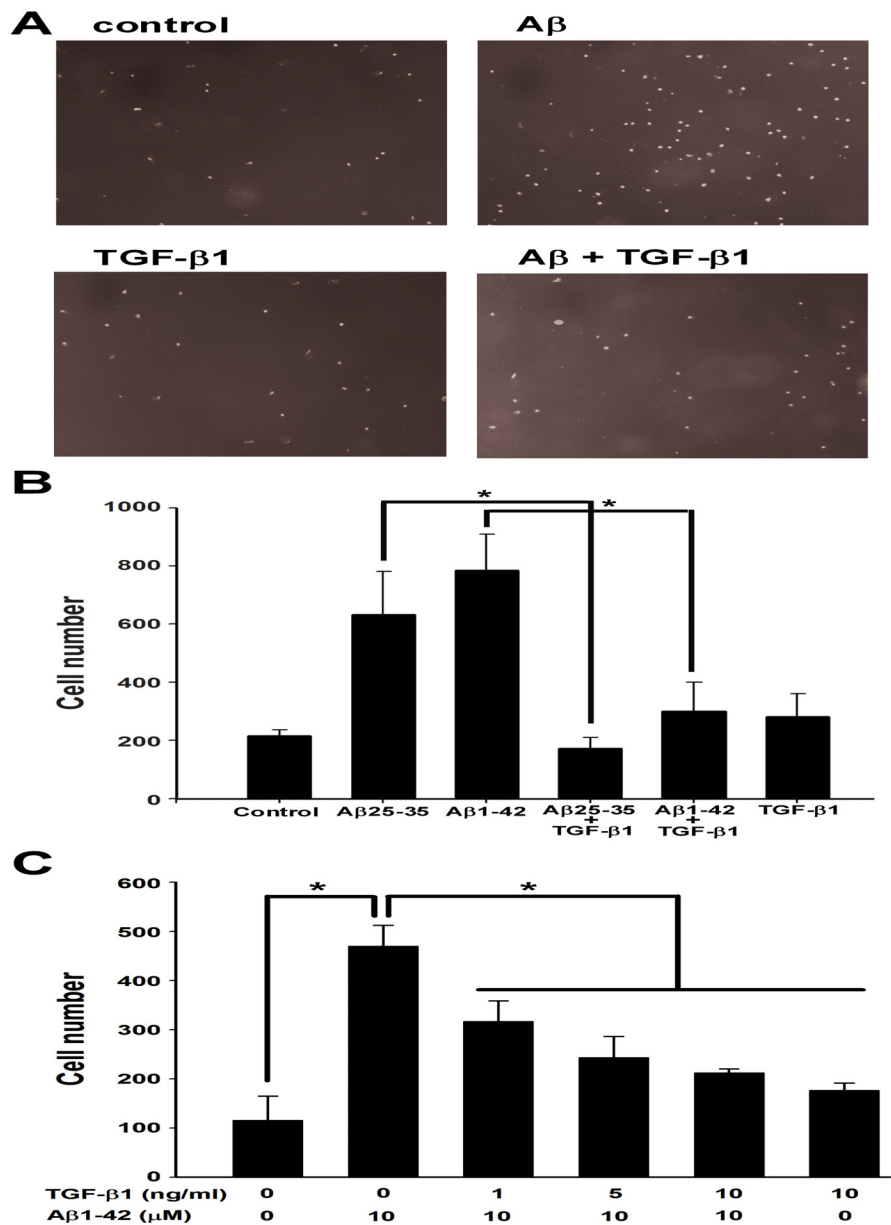 A
control
Aβ
TGF-β1
Aβ + TGF-β1
B
1000
800
600
400
200
0
Cell number
*
*
Control
Aβ25-35
Aβ1-42
Aβ25-35
+
TGF-β1
Aβ1-42
+
TGF-β1
TGF-β1
C
600
500
400
300
200
100
0
Cell number
*
*
TGF-β1 (ng/ml) 0 0 1 5 10 10
Aβ1-42 (μM) 0 10 10 10 10 0